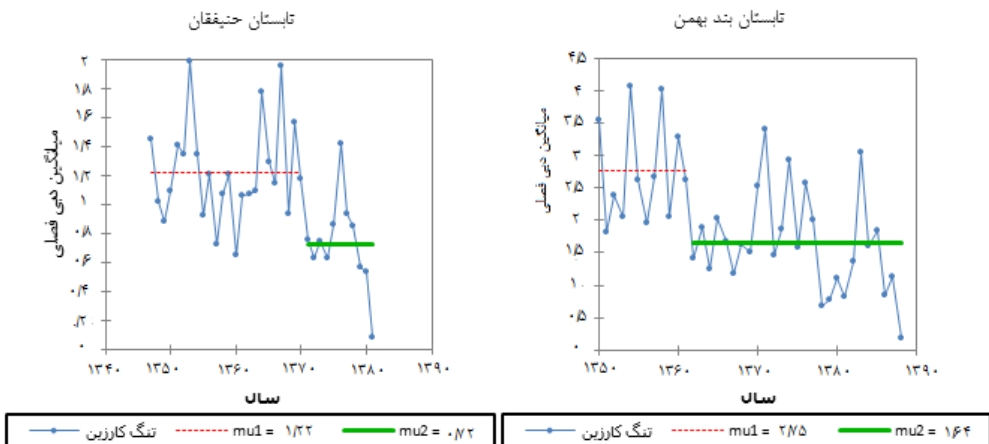 تابستان حنیفقان
میانگین دبی فصلی
۲
۱٫۸
۱٫۶
۱٫۴
۱٫۲
۱
۰٫۸
۰٫۶
۰٫۴
۰٫۲
۰
۱۳۴۰ ۱۳۵۰ ۱۳۶۰ ۱۳۷۰ ۱۳۸۰ ۱۳۹۰
سال
تنگ کارزین mu1 = ۱٫۲۲ mu2 = ۰٫۷۲
تابستان بند بهمن
میانگین دبی فصلی
۴٫۵
۴
۳٫۵
۳
۲٫۵
۲
۱٫۵
۱
۰٫۵
۰
۱۳۵۰ ۱۳۶۰ ۱۳۷۰ ۱۳۸۰ ۱۳۹۰
سال
تنگ کارزین mu1 = ۲٫۷۵ mu2 = ۱٫۶۴